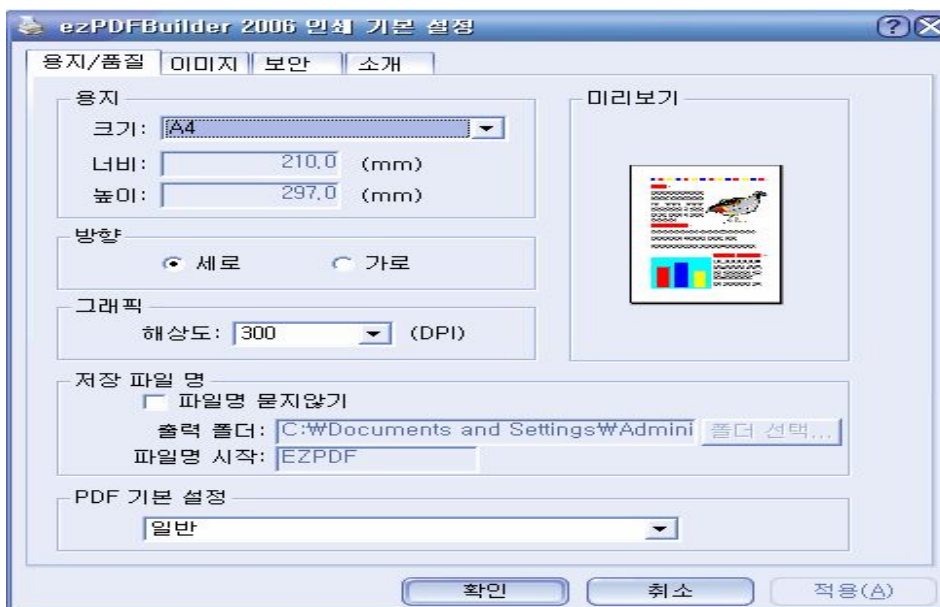 ezPDFBuilder 2006 인쇄 기본 설정
용지/품질 이미지 보안 소개
용지
크기: A4
너비: 210.0 (mm)
높이: 297.0 (mm)
방향
세로 가로
그래픽
해상도: 300 (DPI)
미리보기
저장 파일 명
파일명 묻지않기
출력 폴더: C:₩Documents and Settings₩Admini 폴더 선택...
파일명 시작: EZPDF
PDF 기본 설정
일반
확인 취소 적용(A)